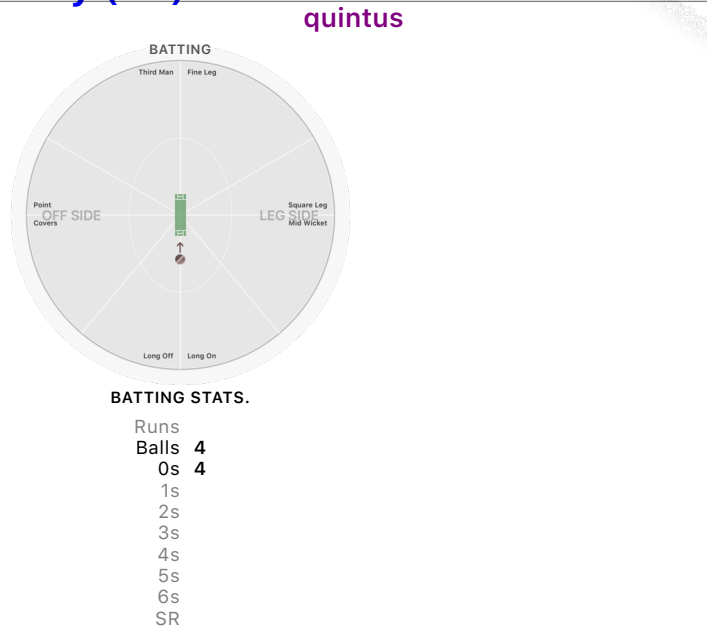 quintus
BATTING
Third Man Fine Leg
Point Square Leg
OFF SIDE LEG SIDE
Covers Mid Wicket
Long Off Long On
BATTING STATS.
Runs
Balls 4
0s 4
1s
2s
3s
4s
5s
6s
SR